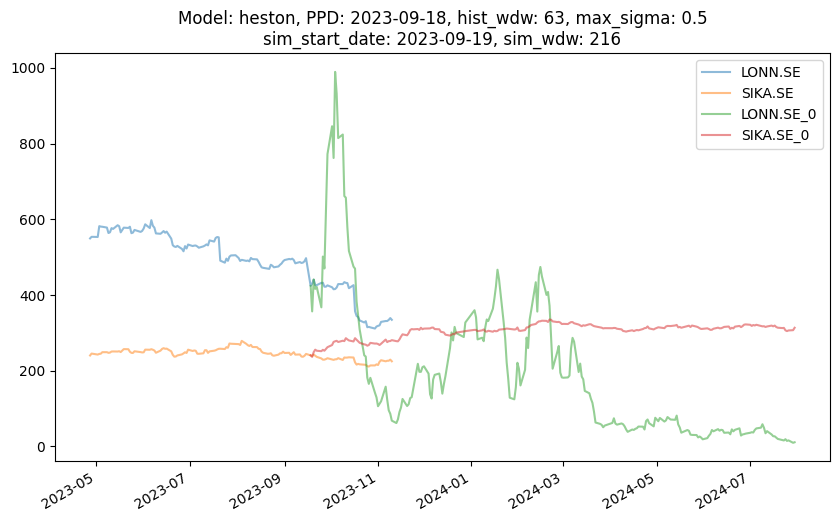 Model: heston, PPD: 2023-09-18, hist_wdw: 63, max_sigma: 0.5
sim_start_date: 2023-09-19, sim_wdw: 216
LONN.SE
SIKA.SE
LONN.SE_0
SIKA.SE_0
1000
800
600
400
200
0
2023-05
2023-07
2023-09
2023-11
2024-01
2024-03
2024-05
2024-07